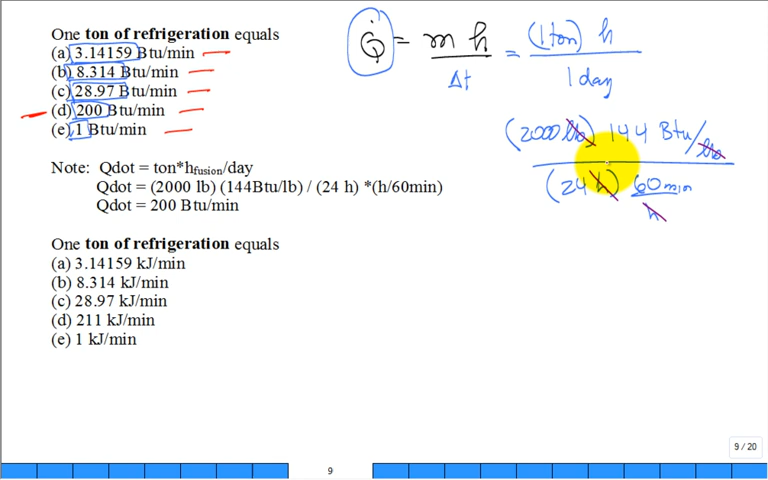 One ton of refrigeration equals
(a) 3.14159 Btu/min
(b) 8.314 Btu/min
(c) 28.97 Btu/min
(d) 200 Btu/min
(e) 1 Btu/min
Note: Qdot = ton*hfusion/day
Qdot = (2000 lb) (144Btu/lb) / (24 h) *(h/60min)
Qdot = 200 Btu/min
One ton of refrigeration equals
(a) 3.14159 kJ/min
(b) 8.314 kJ/min
(c) 28.97 kJ/min
(d) 211 kJ/min
(e) 1 kJ/min
Q̇ = m h = (1 ton) h
Δt 1 day
(2000 lb) 144 Btu/lb
(24 h) 60 min
h
9 / 20
9